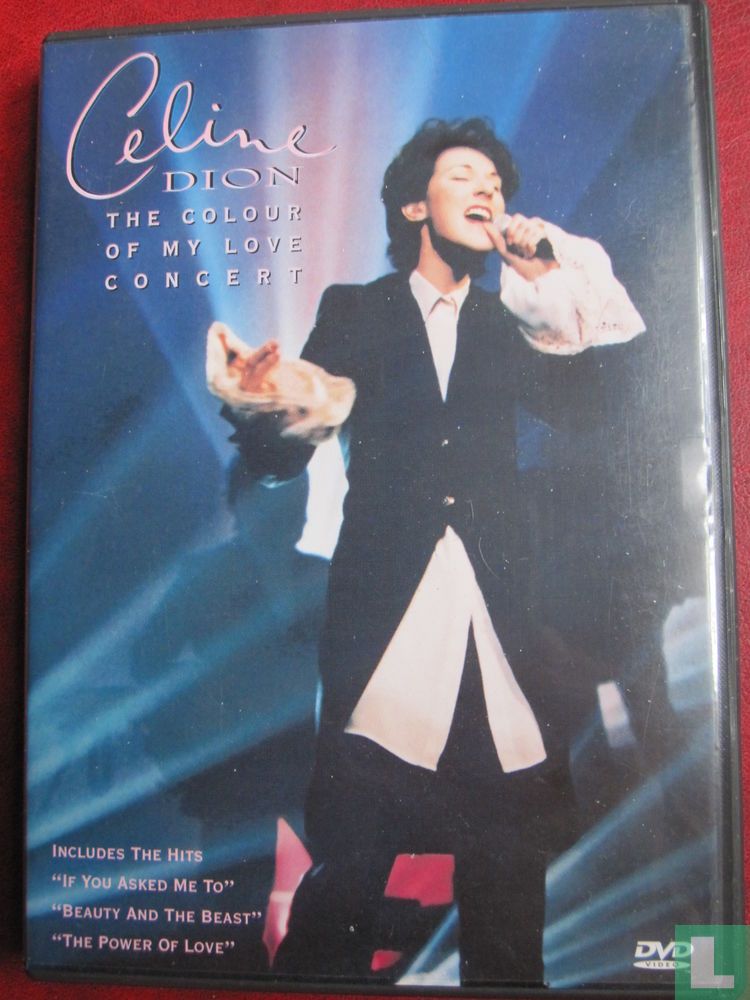 Celine
DION
THE COLOUR
OF MY LOVE
CONCERT
INCLUDES THE HITS
“IF YOU ASKED ME TO”
“BEAUTY AND THE BEAST“
“THE POWER OF LOVE“
DVD
VIDEO
L